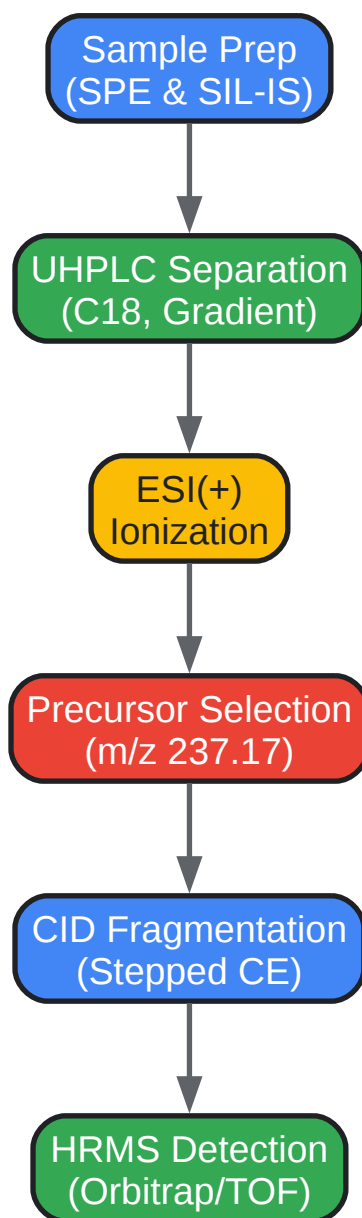 Sample Prep
(SPE & SIL-IS)
UHPLC Separation
(C18, Gradient)
ESI(+)
Ionization
Precursor Selection
(m/z 237.17)
CID Fragmentation
(Stepped CE)
HRMS Detection
(Orbitrap/TOF)